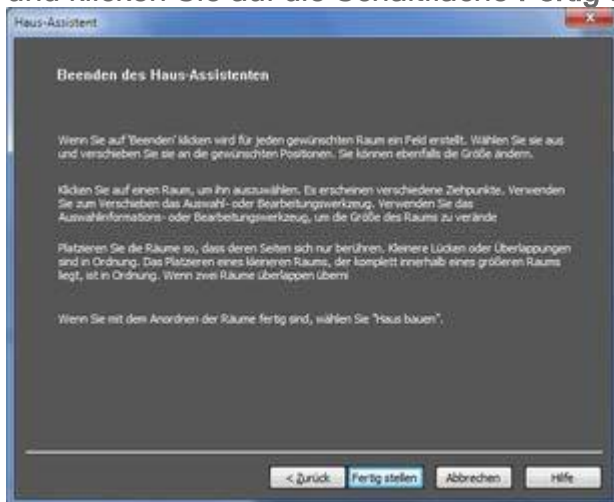 und klicken Sie auf die Schaltfläche Fertig
Haus-Assistent
Beenden des Haus-Assistenten
Wenn Sie auf 'Beenden' klicken wird für jeden gewünschten Raum ein Feld erstellt. Wählen Sie sie aus
und verschieben Sie sie an die gewünschten Positionen. Sie können ebenfalls die Größe ändern.
Klicken Sie auf einen Raum, um ihn auszuwählen. Es erscheinen verschiedene Ziehpunkte. Verwenden
Sie zum Verschieben das Auswahl- oder Bearbeitungswerkzeug. Verwenden Sie das
Auswahlinformations- oder Bearbeitungswerkzeug, um die Größe des Raums zu verände
Platzieren Sie die Räume so, dass deren Seiten sich nur berühren. Kleinere Lücken oder Überlappungen
sind in Ordnung. Das Platzieren eines kleineren Raums, der komplett innerhalb eines größeren Raums
liegt, ist in Ordnung. Wenn zwei Räume überlappen überni
Wenn Sie mit dem Anordnen der Räume fertig sind, wählen Sie "Haus bauen".
< Zurück Fertig stellen Abbrechen Hilfe